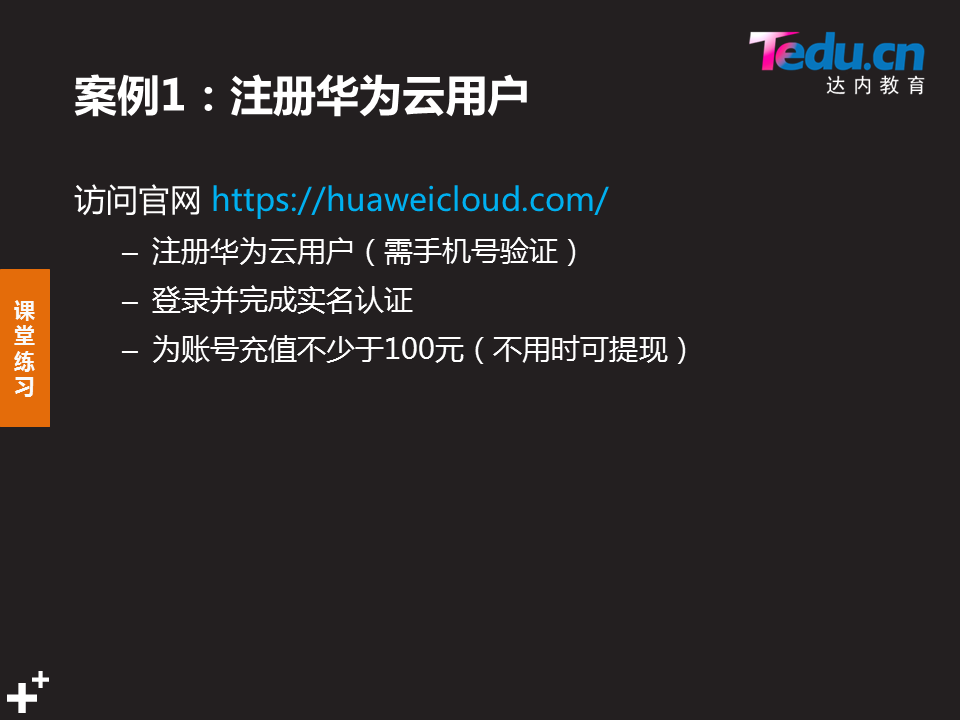 Tedu.cn
达内教育
案例1：注册华为云用户
访问官网 https://huaweicloud.com/
– 注册华为云用户（需手机号验证）
– 登录并完成实名认证
– 为账号充值不少于100元（不用时可提现）
课
堂
练
习